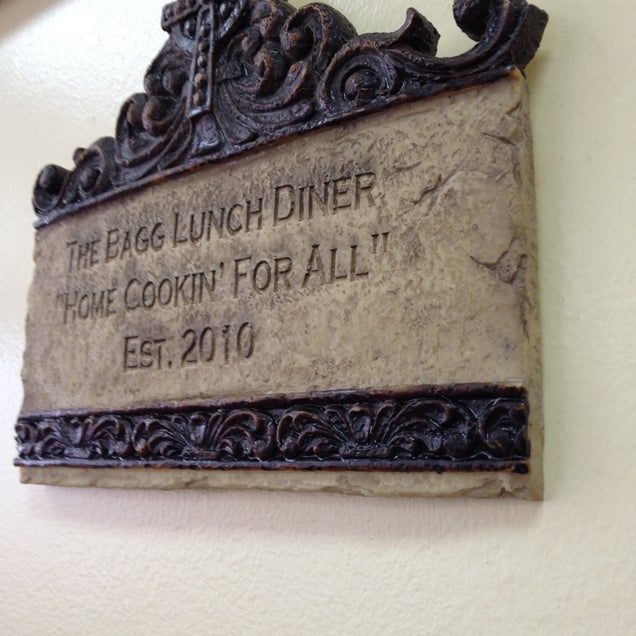 The Bagg Lunch Diner
"Home Cookin' For All"
Est. 2010